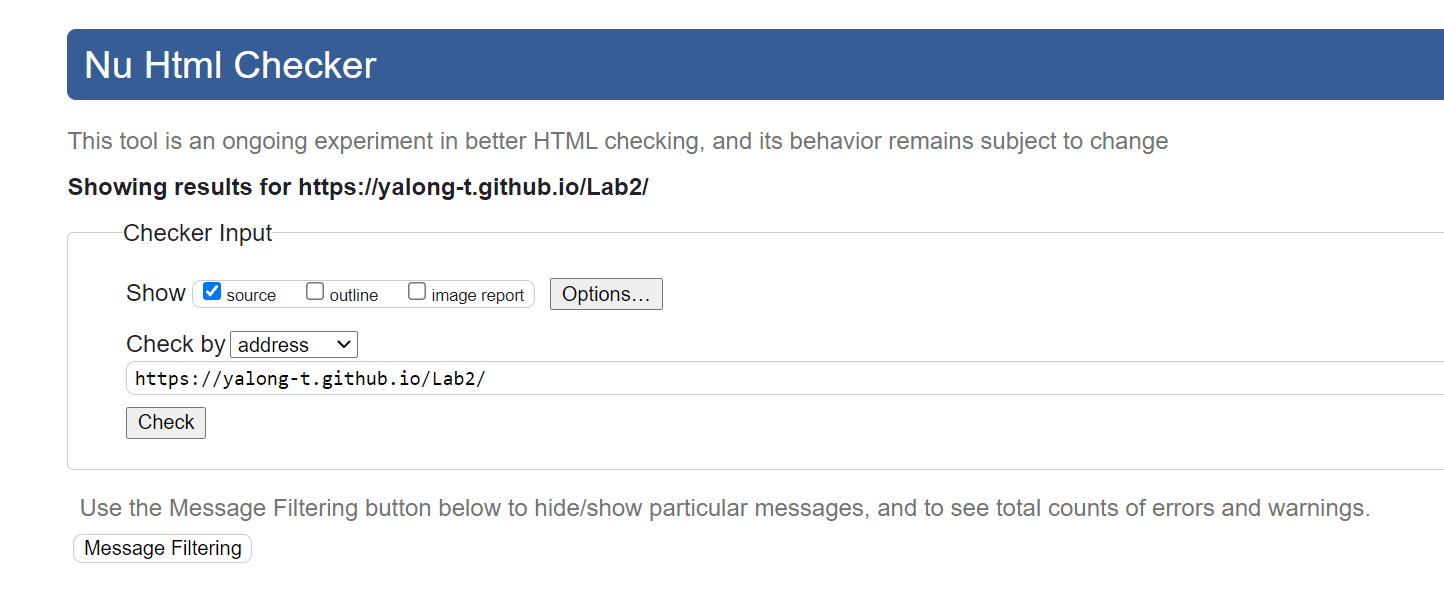 Nu Html Checker
This tool is an ongoing experiment in better HTML checking, and its behavior remains subject to change
Showing results for https://yalong-t.github.io/Lab2/
Checker Input
Show source outline image report Options...
Check by address
https://yalong-t.github.io/Lab2/
Check
Use the Message Filtering button below to hide/show particular messages, and to see total counts of errors and warnings.
Message Filtering